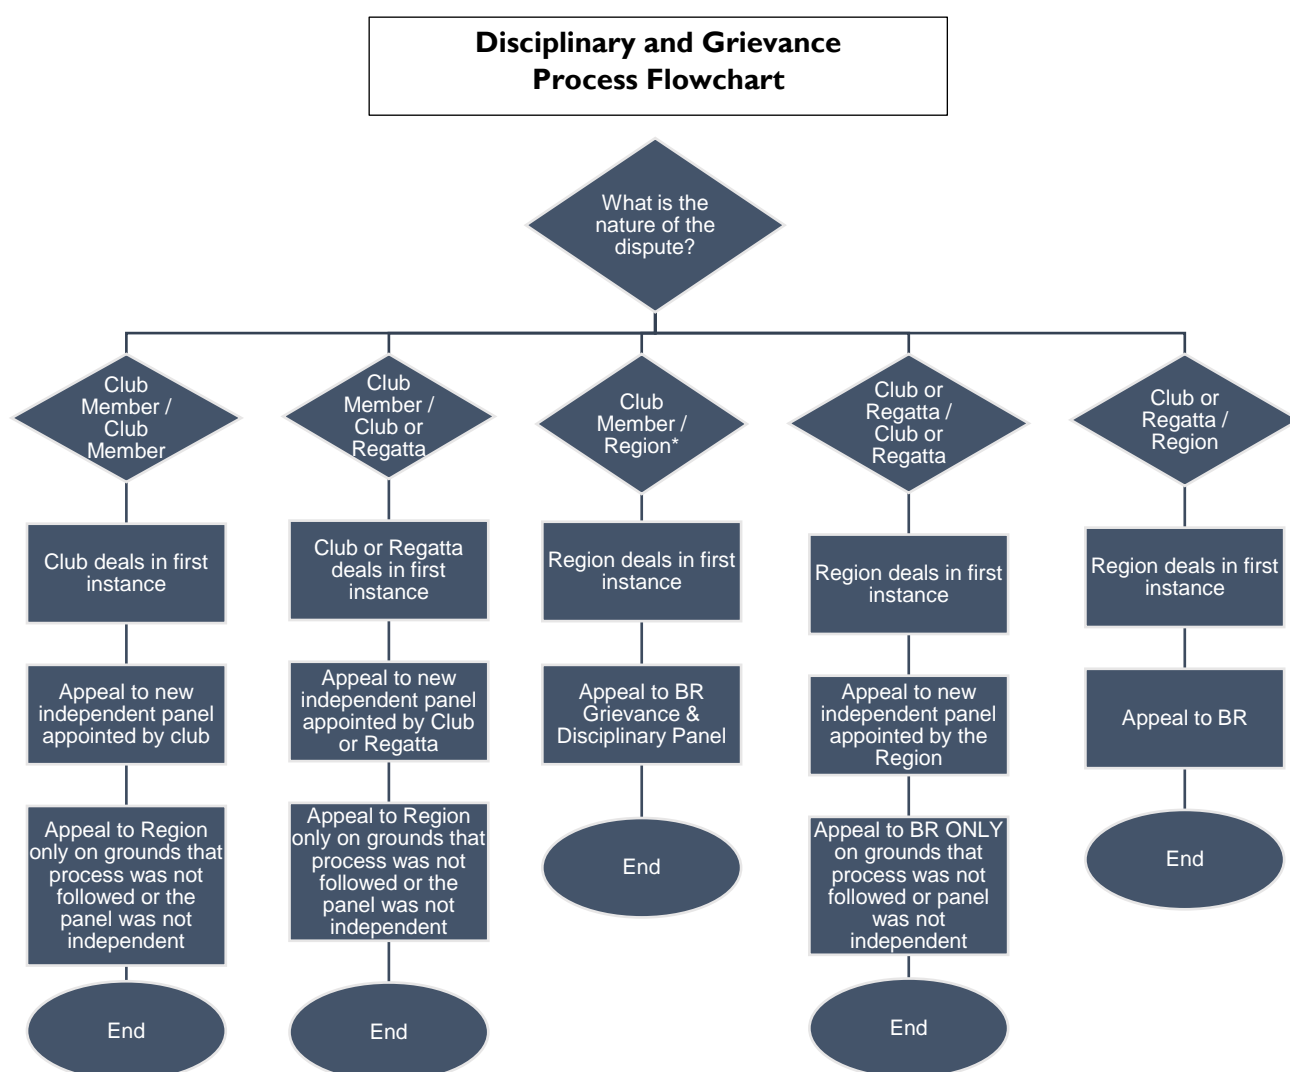 Disciplinary and Grievance
Process Flowchart
What is the
nature of the
dispute?
Club
Member /
Club
Member
Club
Member /
Club or
Regatta
Club
Member /
Region*
Club or
Regatta /
Club or
Regatta
Club or
Regatta /
Region
Club deals in first
instance
Club or Regatta
deals in first
instance
Region deals in first
instance
Region deals in first
instance
Region deals in first
instance
Appeal to new
independent panel
appointed by club
Appeal to new
independent panel
appointed by Club
or Regatta
Appeal to BR
Grievance &
Disciplinary Panel
Appeal to new
independent panel
appointed by the
Region
Appeal to BR
Appeal to Region
only on grounds that
process was not
followed or the
panel was not
independent
Appeal to Region
only on grounds that
process was not
followed or the
panel was not
independent
End
Appeal to BR ONLY
on grounds that
process was not
followed or panel
was not
independent
End
End
End
End